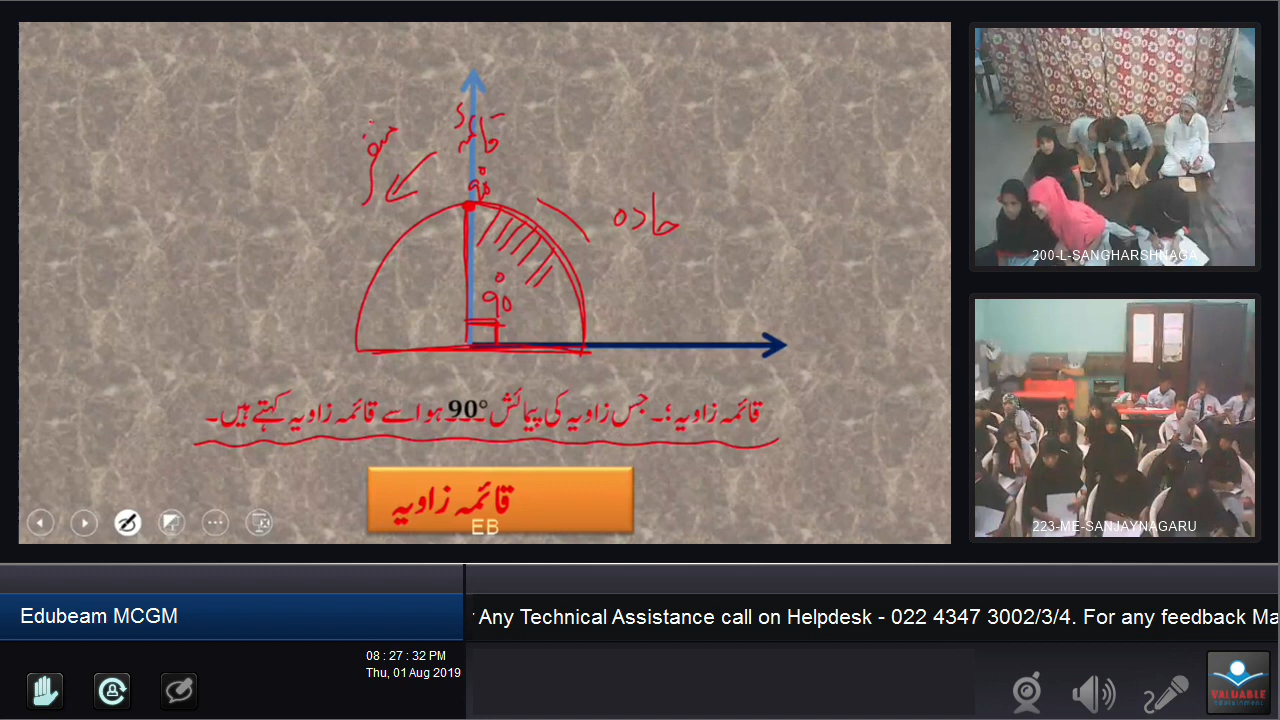 قائمہ
منفر
۹۰°
حادہ
۹۰°
قائمہ زاویہ ؛۔ جس زاویہ کی پیمائش 90° ہو اسے قائمہ زاویہ کہتے ہیں۔
قائمہ زاویہ
EB
200-L-SANGHARSHNAGA
223-ME-SANJAYNAGARU
Edubeam MCGM
Any Technical Assistance call on Helpdesk - 022 4347 3002/3/4. For any feedback Ma
08 : 27 : 32 PM
Thu, 01 Aug 2019
VALUABLE